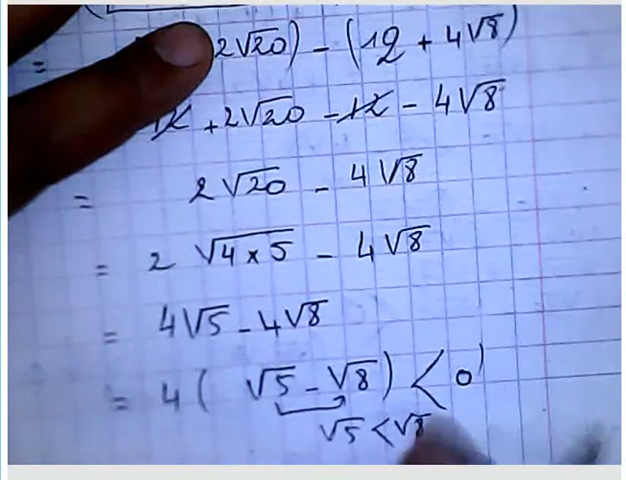 = 2√20) - (12 + 4√8)
12 + 2√20 - 12 - 4√8
= 2√20 - 4√8
= 2√4×5 - 4√8
= 4√5 - 4√8
= 4(√5 - √8) < 0
√5 < √8